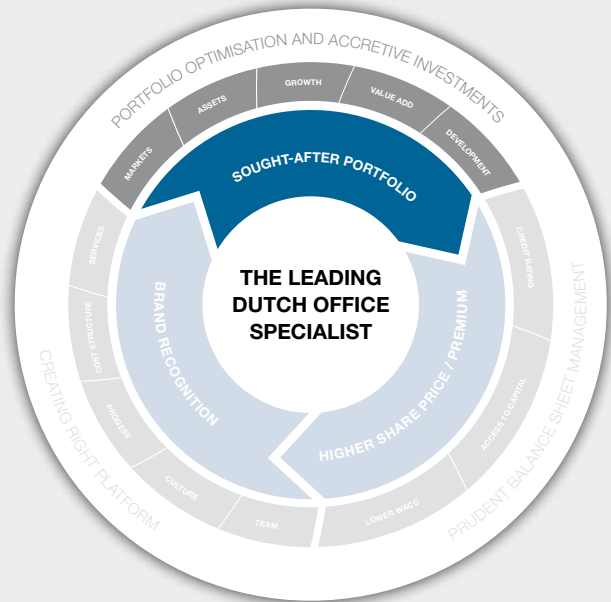 PORTFOLIO OPTIMISATION AND ACCRETIVE INVESTMENTS
MARKETS
ASSETS
GROWTH
VALUE ADD
DEVELOPMENT
SOUGHT-AFTER PORTFOLIO
THE LEADING
DUTCH OFFICE
SPECIALIST
HIGHER SHARE PRICE / PREMIUM
BRAND RECOGNITION
CREDIT RATING
ACCESS TO CAPITAL
LOWER WACC
PRUDENT BALANCE SHEET MANAGEMENT
SERVICES
COST STRUCTURE
PROGESS
CULTURE
TEAM
CREATING RIGHT PLATFORM